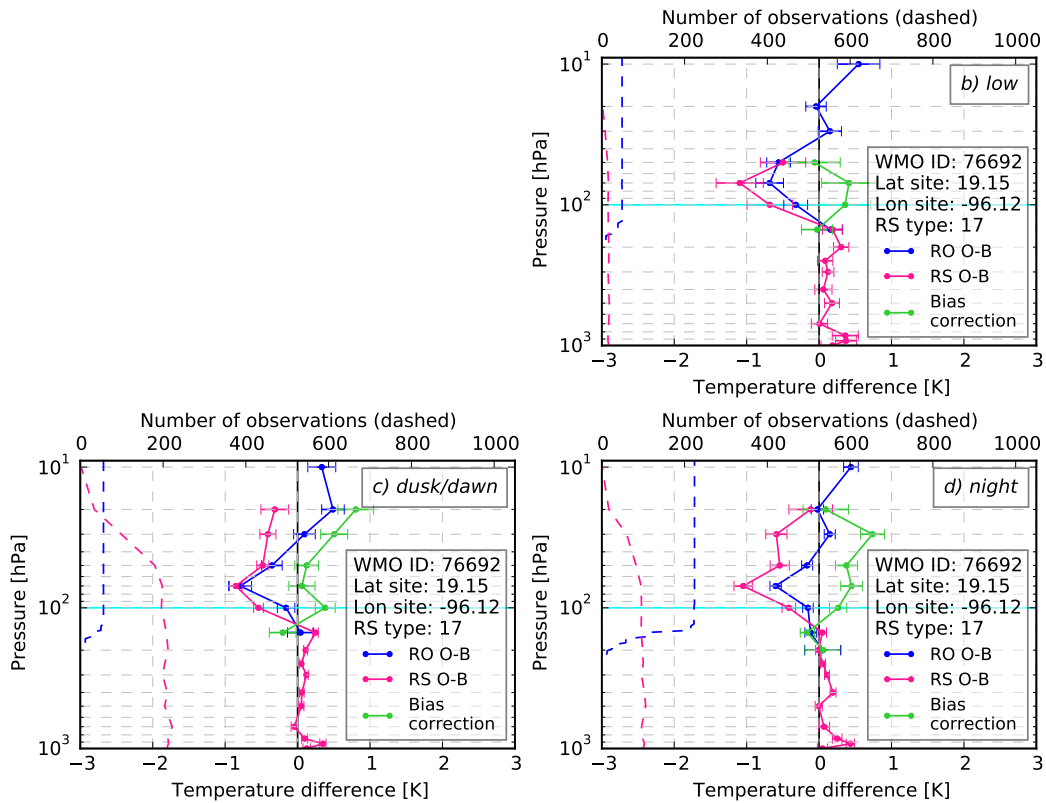 Number of observations (dashed)
0 200 400 600 800 1000
b) low
10¹
10²
10³
Pressure [hPa]
WMO ID: 76692
Lat site: 19.15
Lon site: -96.12
RS type: 17
RO O-B
RS O-B
Bias
correction
−3 −2 −1 0 1 2 3
Temperature difference [K]
Number of observations (dashed)
0 200 400 600 800 1000
c) dusk/dawn
10¹
10²
10³
Pressure [hPa]
WMO ID: 76692
Lat site: 19.15
Lon site: -96.12
RS type: 17
RO O-B
RS O-B
Bias
correction
−3 −2 −1 0 1 2 3
Temperature difference [K]
Number of observations (dashed)
0 200 400 600 800 1000
d) night
10¹
10²
10³
Pressure [hPa]
WMO ID: 76692
Lat site: 19.15
Lon site: -96.12
RS type: 17
RO O-B
RS O-B
Bias
correction
−3 −2 −1 0 1 2 3
Temperature difference [K]